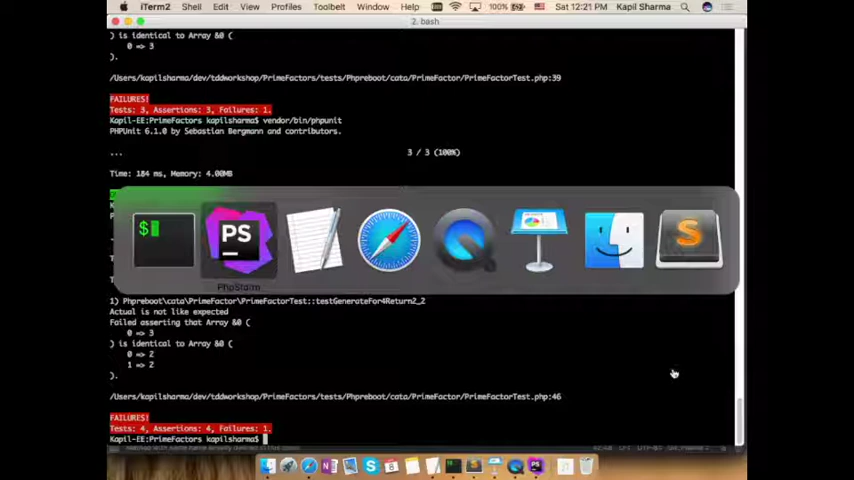 iTerm2 Shell Edit View Profiles Toolbelt Window Help 100% Sat 12:21 PM Kapil Sharma
2. bash
) is identical to Array &0 (
0 => 3
).
/Users/kapilsharma/dev/tddworkshop/PrimeFactors/tests/Phpreboot/cata/PrimeFactor/PrimeFactorTest.php:39
FAILURES!
Tests: 3, Assertions: 3, Failures: 1.
Kapil-EE:PrimeFactors kapilsharma$ vendor/bin/phpunit
PHPUnit 6.1.0 by Sebastian Bergmann and contributors.
... 3 / 3 (100%)
Time: 184 ms, Memory: 4.00MB
$
PS
S
PhpStorm
1) Phpreboot\cata\PrimeFactor\PrimeFactorTest::testGenerateFor4Return2_2
Actual is not like expected
Failed asserting that Array &0 (
0 => 3
) is identical to Array &0 (
0 => 2
1 => 2
).
/Users/kapilsharma/dev/tddworkshop/PrimeFactors/tests/Phpreboot/cata/PrimeFactor/PrimeFactorTest.php:46
FAILURES!
Tests: 4, Assertions: 4, Failures: 1.
Kapil-EE:PrimeFactors kapilsharma$